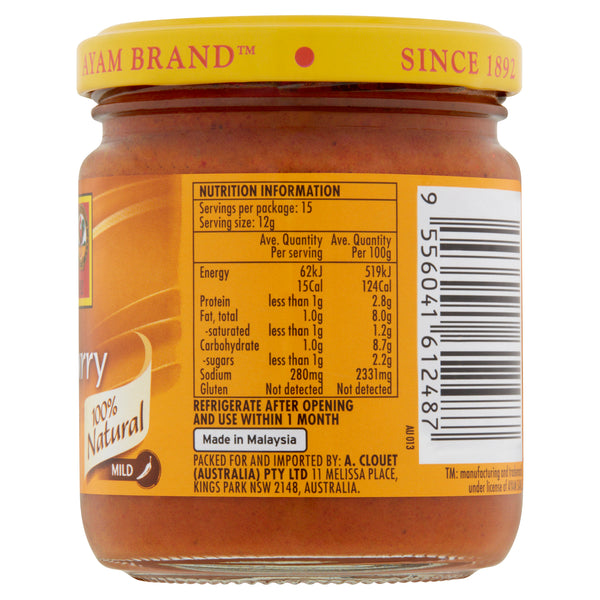 AYAM BRAND™ • SINCE 1892
NUTRITION INFORMATION
Servings per package: 15
Serving size: 12g
Ave. Quantity Ave. Quantity
Per serving Per 100g
Energy 62kJ 519kJ
15Cal 124Cal
Protein less than 1g 2.8g
Fat, total 1.0g 8.0g
-saturated less than 1g 1.2g
Carbohydrate 1.0g 8.7g
-sugars less than 1g 2.2g
Sodium 280mg 2331mg
Gluten Not detected Not detected
REFRIGERATE AFTER OPENING
AND USE WITHIN 1 MONTH
Made in Malaysia
PACKED FOR AND IMPORTED BY: A. CLOUET
(AUSTRALIA) PTY LTD 11 MELISSA PLACE,
KINGS PARK NSW 2148, AUSTRALIA.
AU 013
9 556041 612487
TM: manufacturing and
under license of
rry
100%
Natural
MILD